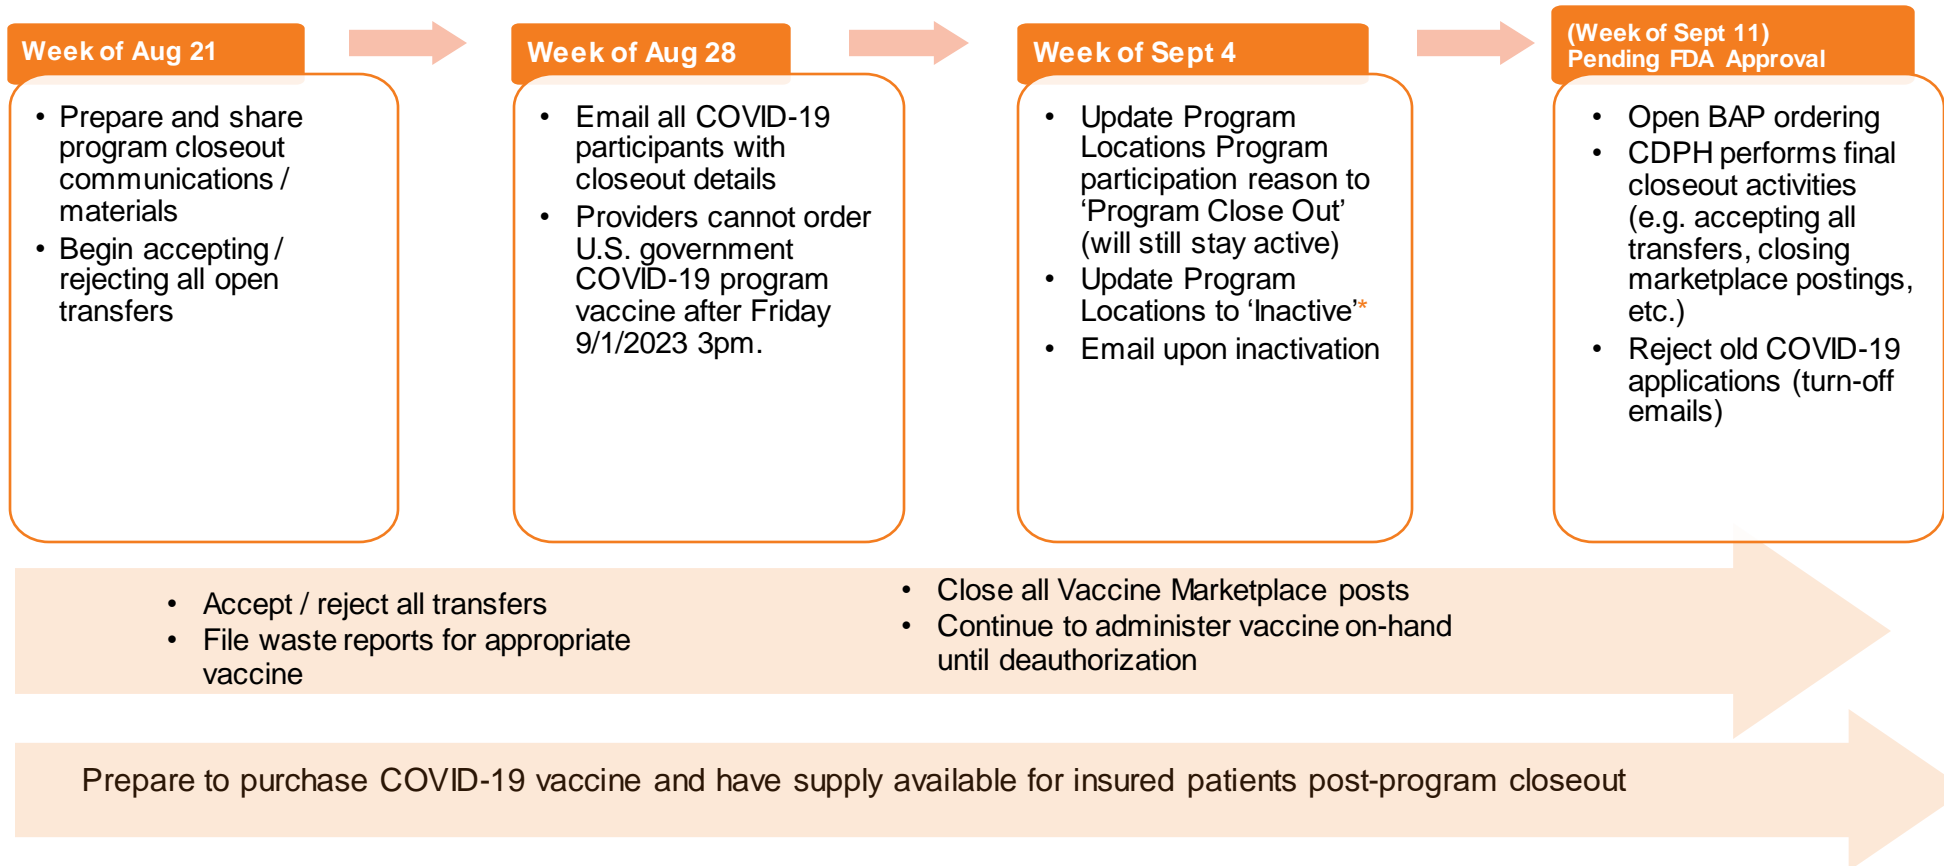 Week of Aug 21
• Prepare and share
program closeout
communications /
materials
• Begin accepting /
rejecting all open
transfers
Week of Aug 28
• Email all COVID-19
participants with
closeout details
• Providers cannot order
U.S. government
COVID-19 program
vaccine after Friday
9/1/2023 3pm.
Week of Sept 4
• Update Program
Locations Program
participation reason to
‘Program Close Out’
(will still stay active)
• Update Program
Locations to ‘Inactive’*
• Email upon inactivation
(Week of Sept 11)
Pending FDA Approval
• Open BAP ordering
• CDPH performs final
closeout activities
(e.g. accepting all
transfers, closing
marketplace postings,
etc.)
• Reject old COVID-19
applications (turn-off
emails)
• Accept / reject all transfers
• File waste reports for appropriate
vaccine
• Close all Vaccine Marketplace posts
• Continue to administer vaccine on-hand
until deauthorization
Prepare to purchase COVID-19 vaccine and have supply available for insured patients post-program closeout